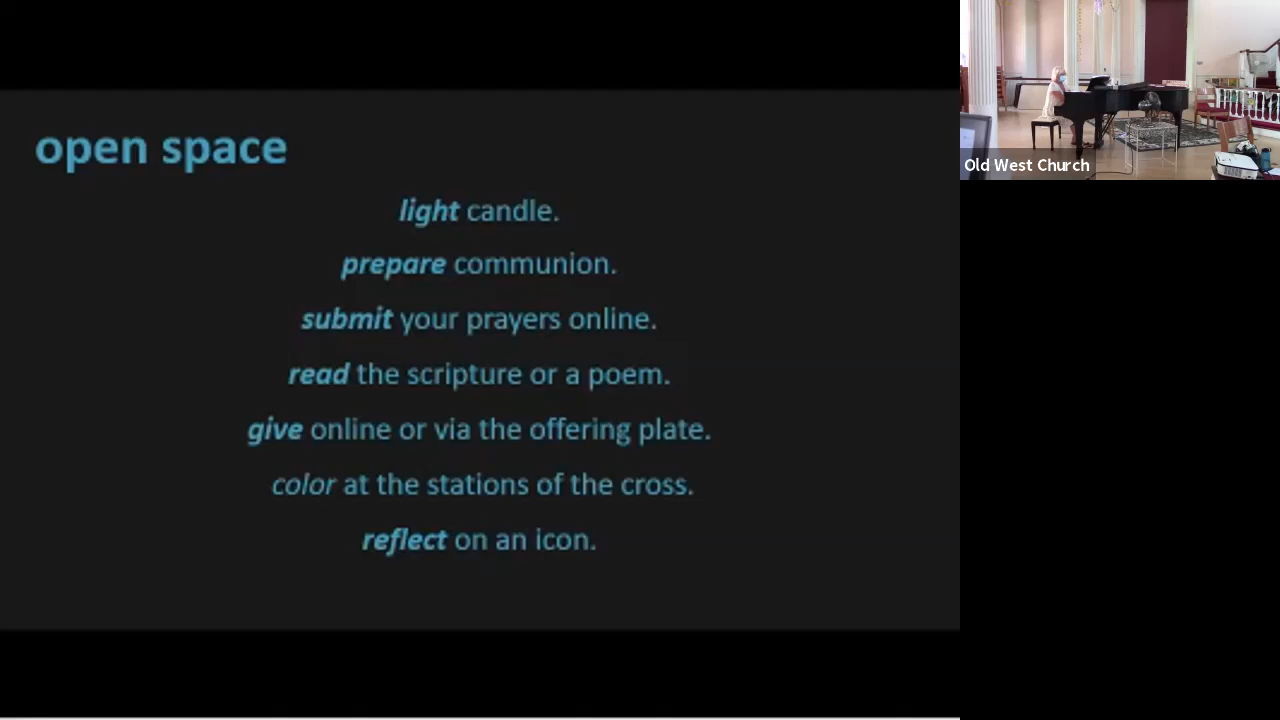 open space
light candle.
prepare communion.
submit your prayers online.
read the scripture or a poem.
give online or via the offering plate.
color at the stations of the cross.
reflect on an icon.
Old West Church